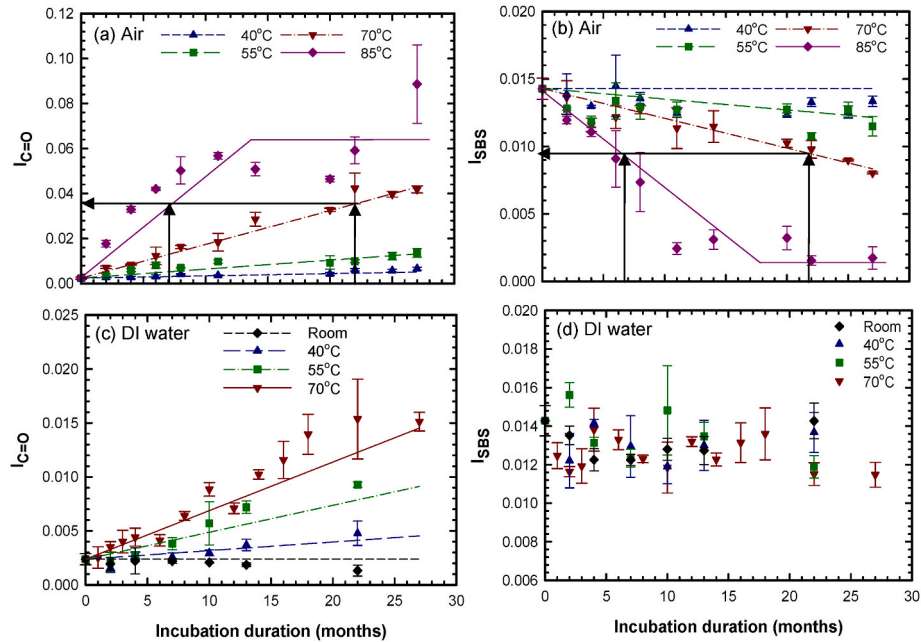 (a) Air
40°C
70°C
55°C
85°C
I_C=O
0.12
0.10
0.08
0.06
0.04
0.02
0.00
(b) Air
40°C
70°C
55°C
85°C
I_SBS
0.020
0.015
0.010
0.005
0.000
(c) DI water
Room
40°C
55°C
70°C
I_C=O
0.025
0.020
0.015
0.010
0.005
0.000
0 5 10 15 20 25 30
Incubation duration (months)
(d) DI water
Room
40°C
55°C
70°C
I_SBS
0.020
0.018
0.016
0.014
0.012
0.010
0.008
0.006
0 5 10 15 20 25 30
Incubation duration (months)